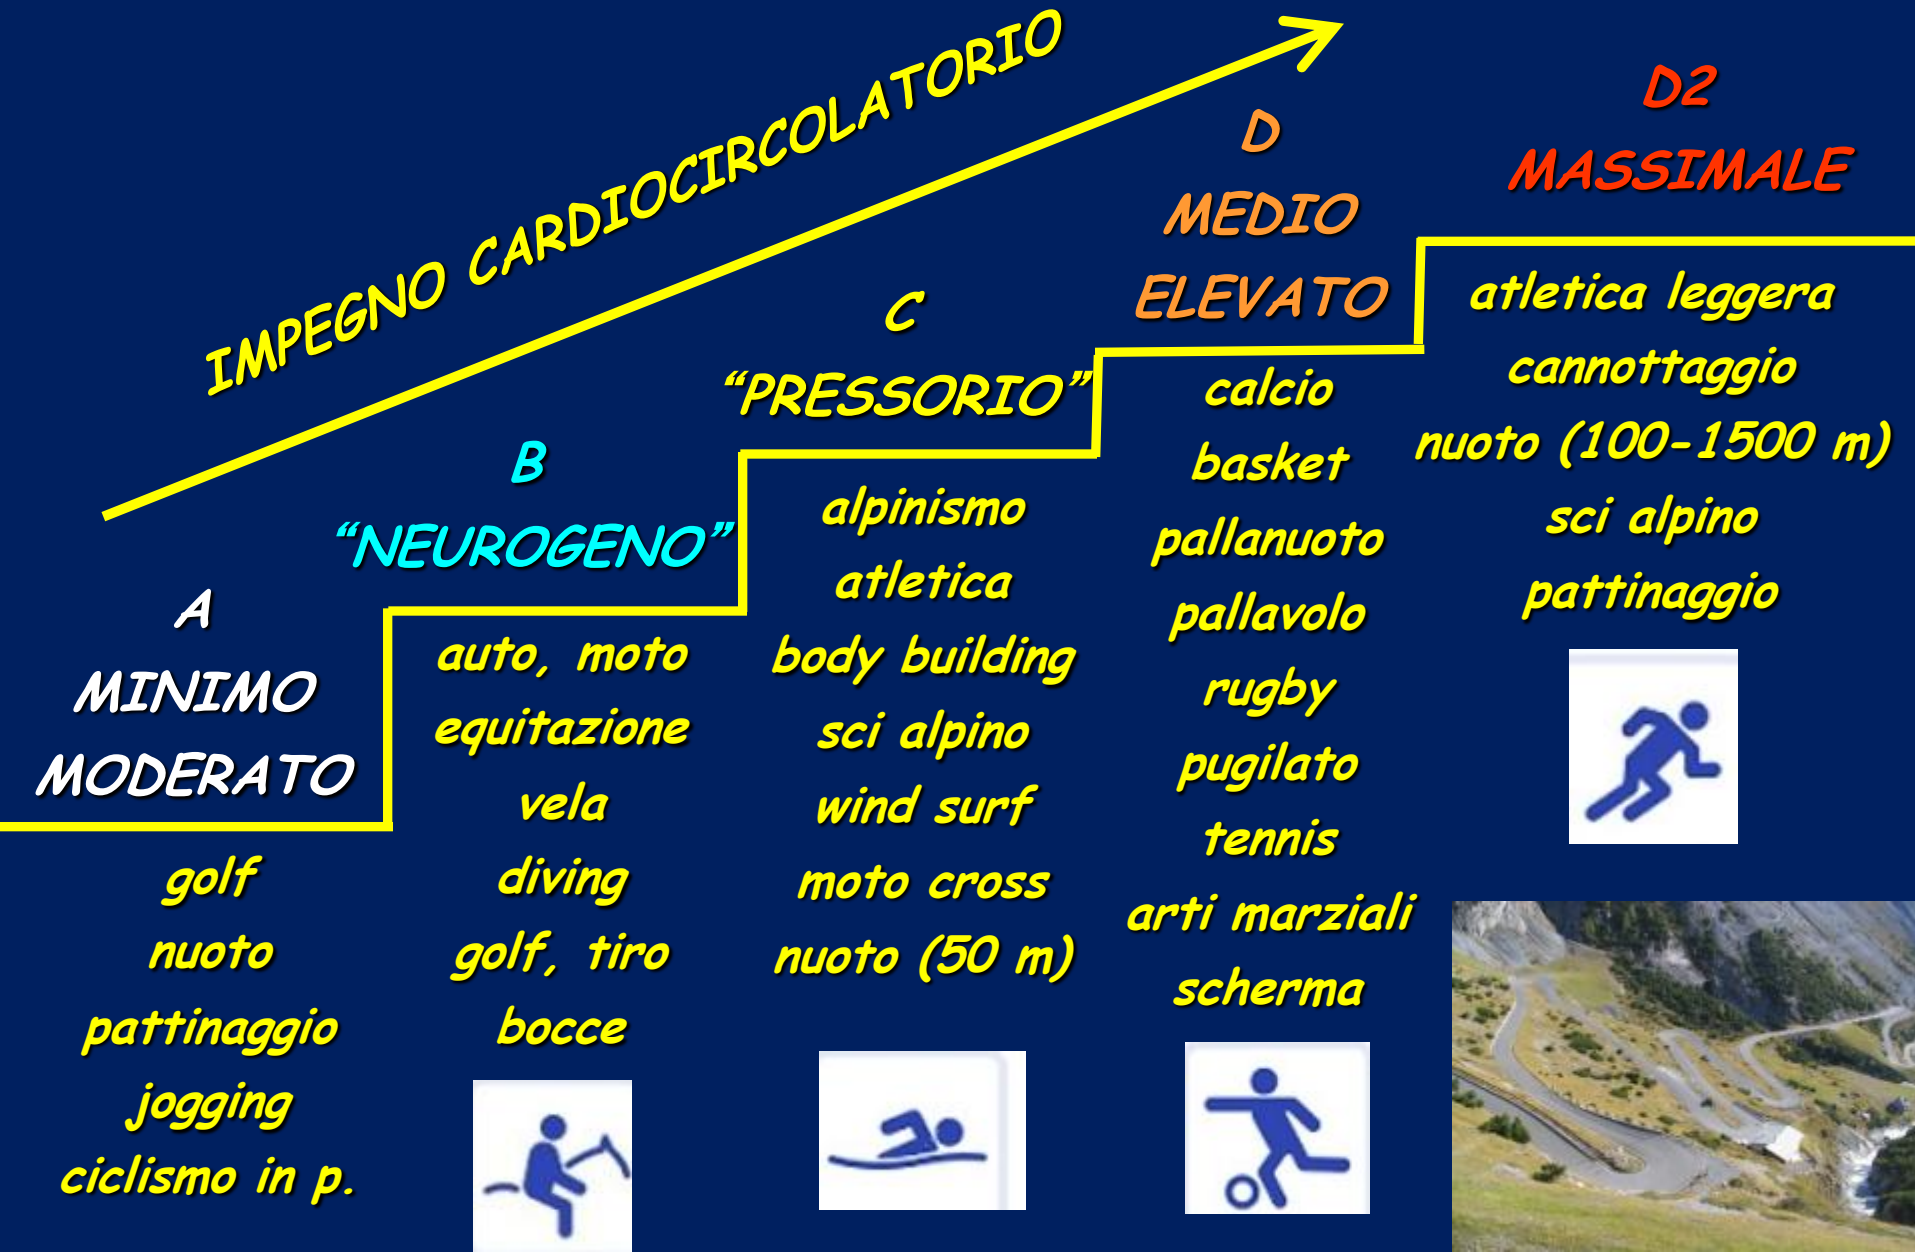 IMPEGNO CARDIOCIRCOLATORIO
A
MINIMO
MODERATO
golf
nuoto
pattinaggio
jogging
ciclismo in p.
B
“NEUROGENO”
auto, moto
equitazione
vela
diving
golf, tiro
bocce
C
“PRESSORIO”
alpinismo
atletica
body building
sci alpino
wind surf
moto cross
nuoto (50 m)
D
MEDIO
ELEVATO
calcio
basket
pallanuoto
pallavolo
rugby
pugilato
tennis
arti marziali
scherma
D2
MASSIMALE
atletica leggera
cannottaggio
nuoto (100-1500 m)
sci alpino
pattinaggio